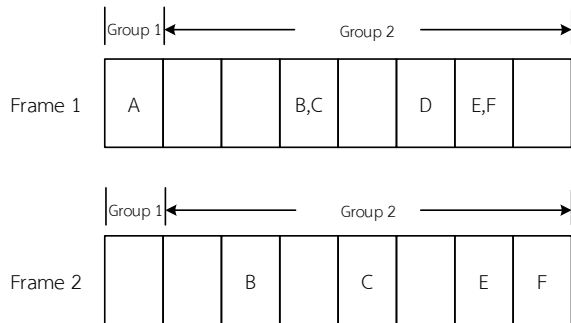 Group 1 Group 2
Frame 1 A B,C D E,F
Group 1 Group 2
Frame 2 B C E F